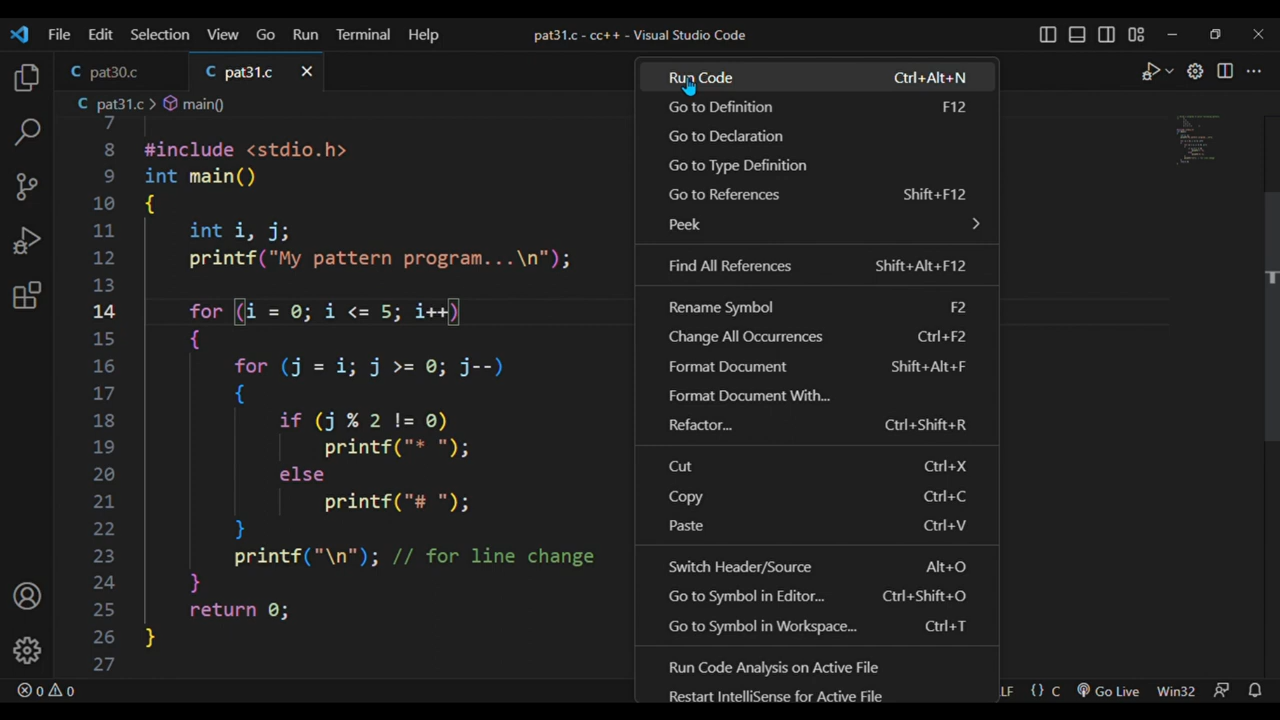 File Edit Selection View Go Run Terminal Help pat31.c - cc++ - Visual Studio Code
C pat30.c C pat31.c
C pat31.c > main()
7
8 #include <stdio.h>
9 int main()
10 {
11 int i, j;
12 printf("My pattern program...\n");
13
14 for (i = 0; i <= 5; i++)
15 {
16 for (j = i; j >= 0; j--)
17 {
18 if (j % 2 != 0)
19 printf("* ");
20 else
21 printf("# ");
22 }
23 printf("\n"); // for line change
24 }
25 return 0;
26 }
27
Run Code Ctrl+Alt+N
Go to Definition F12
Go to Declaration
Go to Type Definition
Go to References Shift+F12
Peek
Find All References Shift+Alt+F12
Rename Symbol F2
Change All Occurrences Ctrl+F2
Format Document Shift+Alt+F
Format Document With...
Refactor... Ctrl+Shift+R
Cut Ctrl+X
Copy Ctrl+C
Paste Ctrl+V
Switch Header/Source Alt+O
Go to Symbol in Editor... Ctrl+Shift+O
Go to Symbol in Workspace... Ctrl+T
Run Code Analysis on Active File
Restart IntelliSense for Active File
0 0 LF {} C Go Live Win32